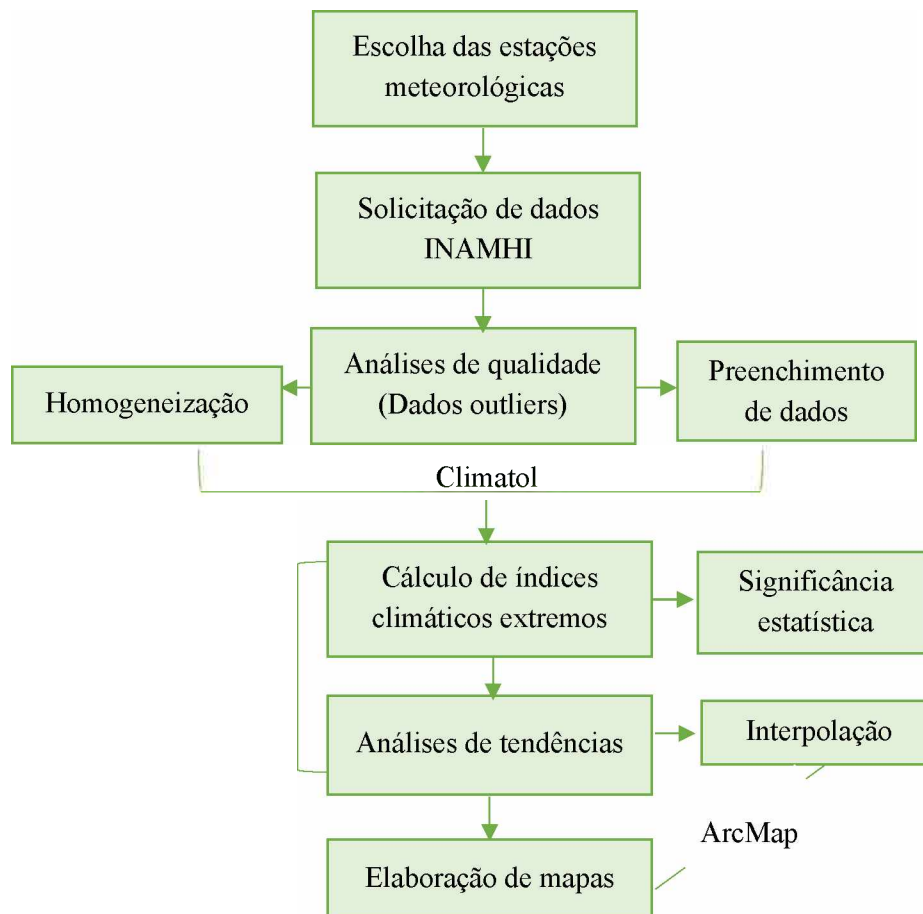 Escolha das estações
meteorológicas
Solicitação de dados
INAMHI
Análises de qualidade
(Dados outliers)
Homogeneização
Preenchimento
de dados
Climatol
Cálculo de índices
climáticos extremos
Significância
estatística
Análises de tendências
Interpolação
ArcMap
Elaboração de mapas